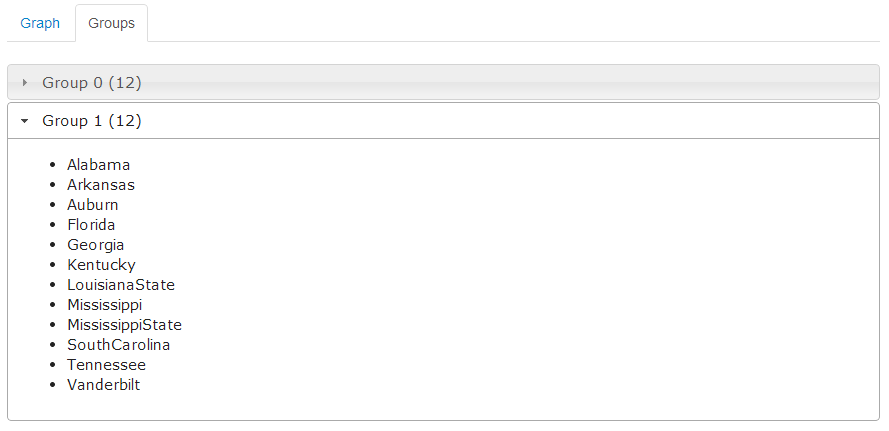 Graph Groups
Group 0 (12)
Group 1 (12)
Alabama
Arkansas
Auburn
Florida
Georgia
Kentucky
LouisianaState
Mississippi
MississippiState
SouthCarolina
Tennessee
Vanderbilt